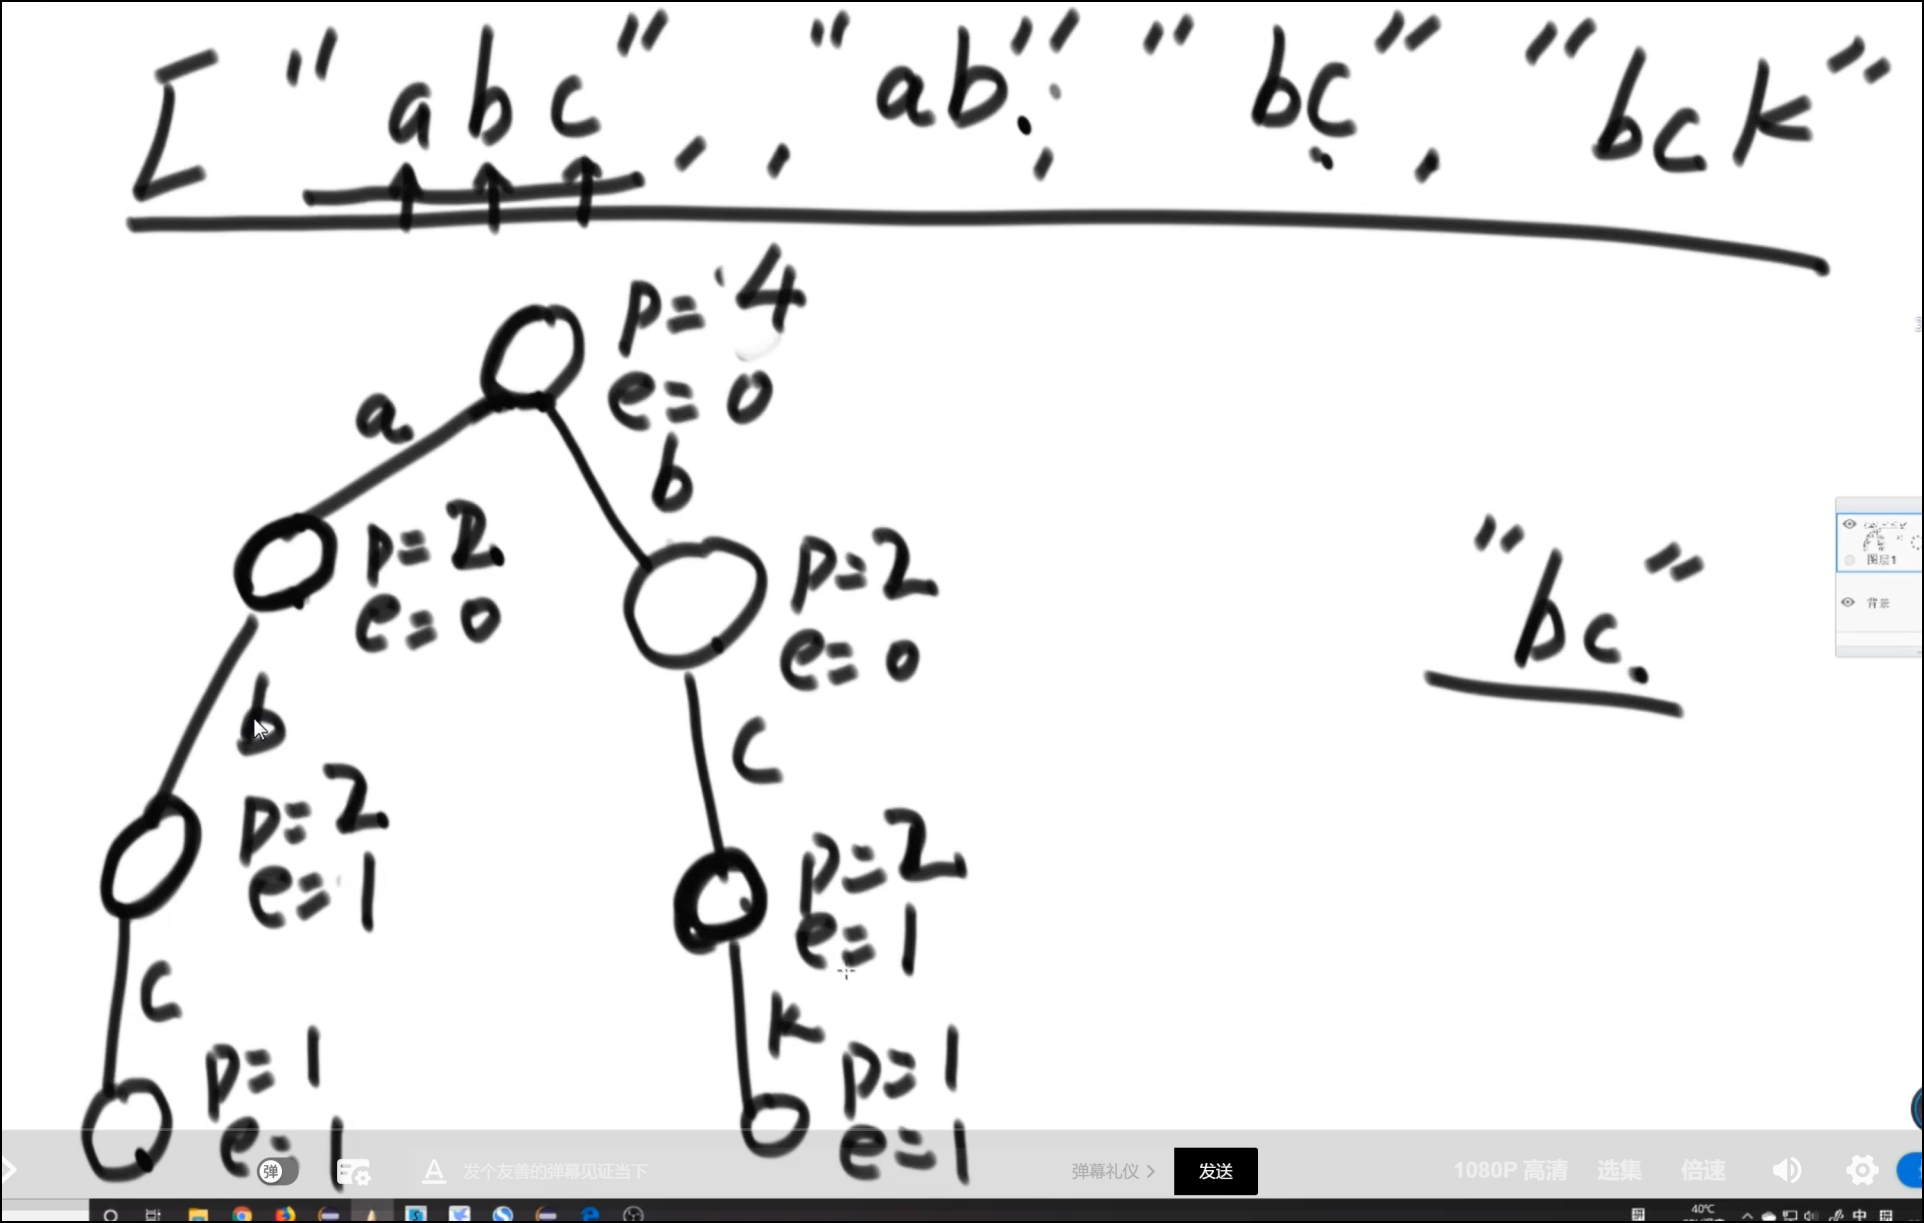 ["abc", , "ab", "bc", "bck"
p=4
e=0
a
b
p=2
e=0
p=2
e=0
"bc"
图层1
背景
b
c
p=2
e=1
p=2
e=1
c
k
p=1
e=1
p=1
e=1
弹
发个友善的弹幕见证当下
弹幕礼仪 >
发送
1080P 高清
选集
倍速
40℃
中